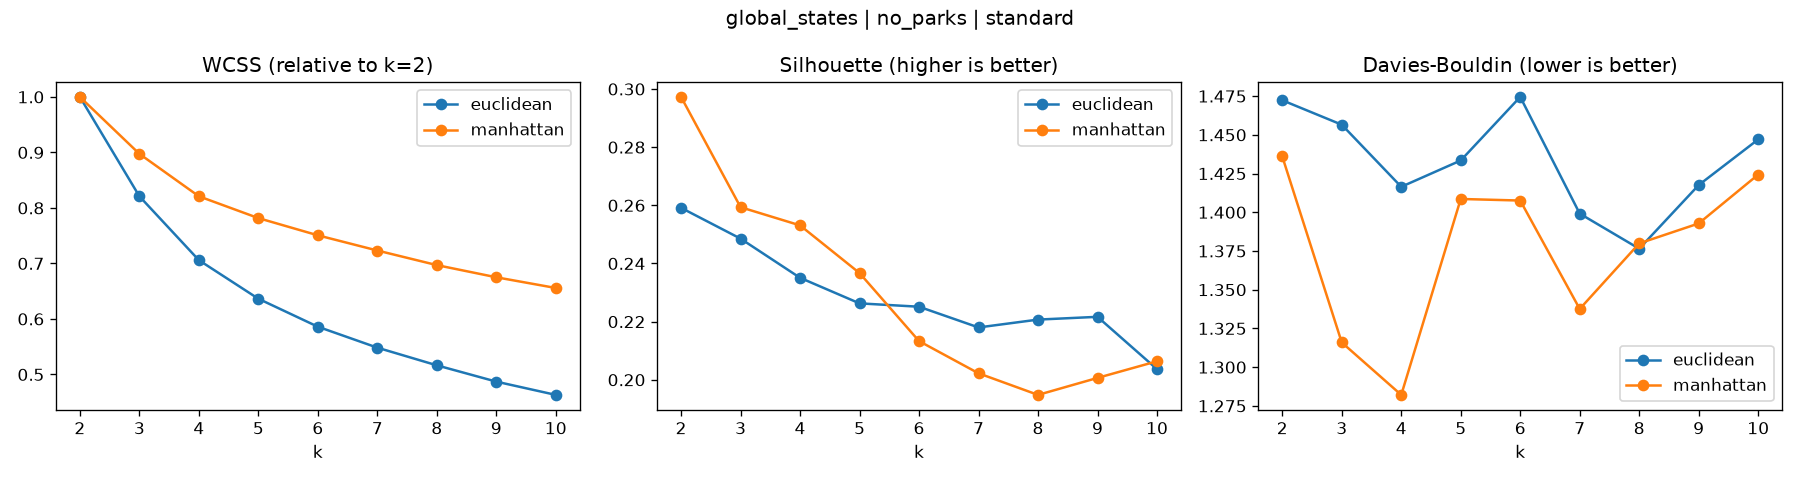 global_states | no_parks | standard
WCSS (relative to k=2)
1.0
0.9
0.8
0.7
0.6
0.5
euclidean
manhattan
2 3 4 5 6 7 8 9 10
k
Silhouette (higher is better)
0.30
0.28
0.26
0.24
0.22
0.20
euclidean
manhattan
2 3 4 5 6 7 8 9 10
k
Davies-Bouldin (lower is better)
1.475
1.450
1.425
1.400
1.375
1.350
1.325
1.300
1.275
euclidean
manhattan
2 3 4 5 6 7 8 9 10
k